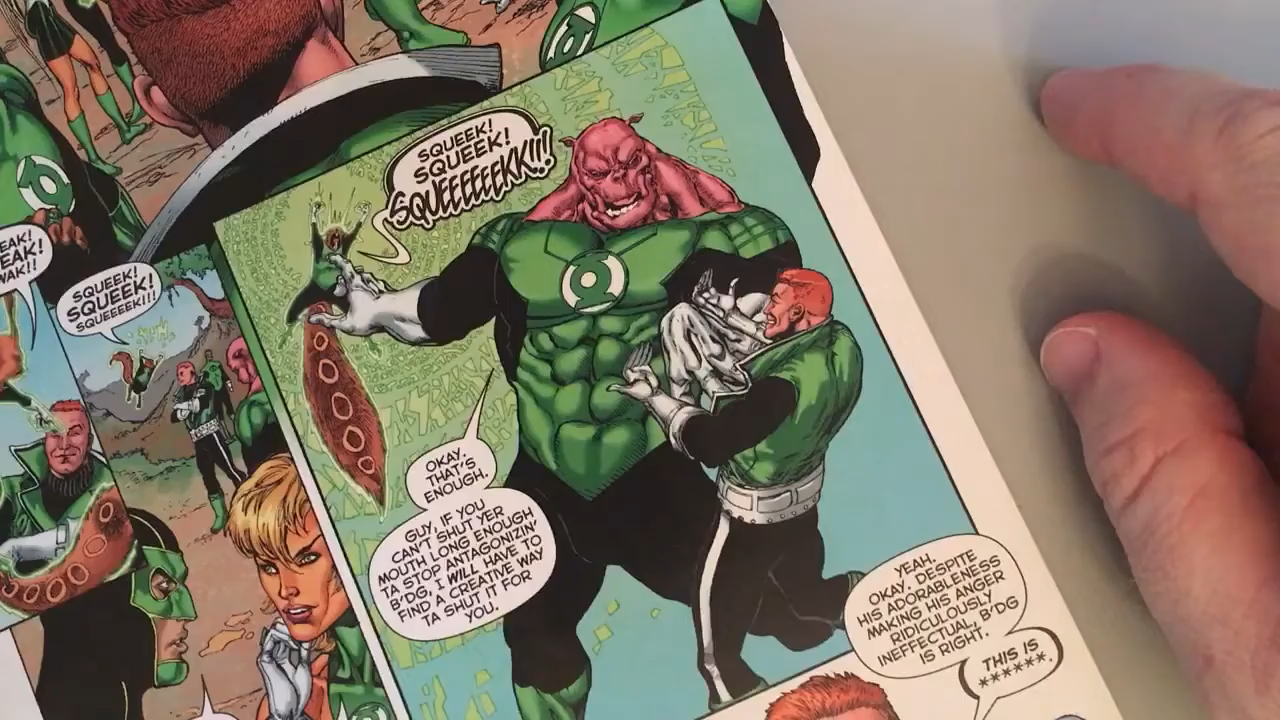 EAK!
EAK!
WAK!!
SQUEEK!
SQUEEK!
SQUEEEK!!!
SQUEEK!
SQUEEK!
SQUEEEEEEKK!!!
OKAY.
THAT'S
ENOUGH.
GUY, IF YOU
CAN'T SHUT YER
MOUTH LONG ENOUGH
TA STOP ANTAGONIZIN'
B'DG, I WILL HAVE TO
FIND A CREATIVE WAY
TA SHUT IT FOR
YOU.
YEAH.
OKAY. DESPITE
HIS ADORABLENESS
MAKING HIS ANGER
RIDICULOUSLY
INEFFECTUAL, B'DG
IS RIGHT.
THIS IS
******.